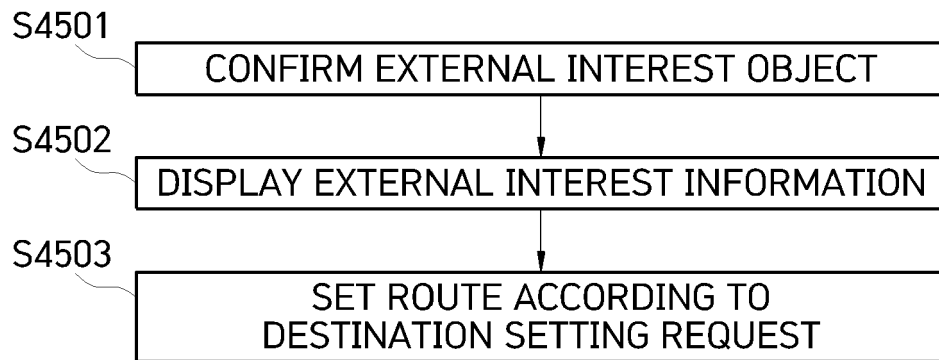 S4501
CONFIRM EXTERNAL INTEREST OBJECT
S4502
DISPLAY EXTERNAL INTEREST INFORMATION
S4503
SET ROUTE ACCORDING TO
DESTINATION SETTING REQUEST